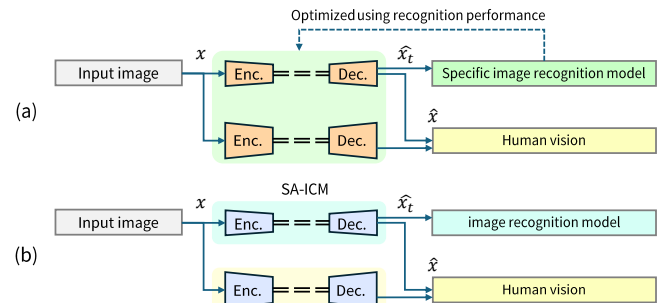 Optimized using recognition performance
x
x̂ₜ
Input image
Enc.
Dec.
Specific image recognition model
(a)
x̂
Enc.
Dec.
Human vision
SA-ICM
x
x̂ₜ
Input image
Enc.
Dec.
image recognition model
(b)
x̂
Enc.
Dec.
Human vision